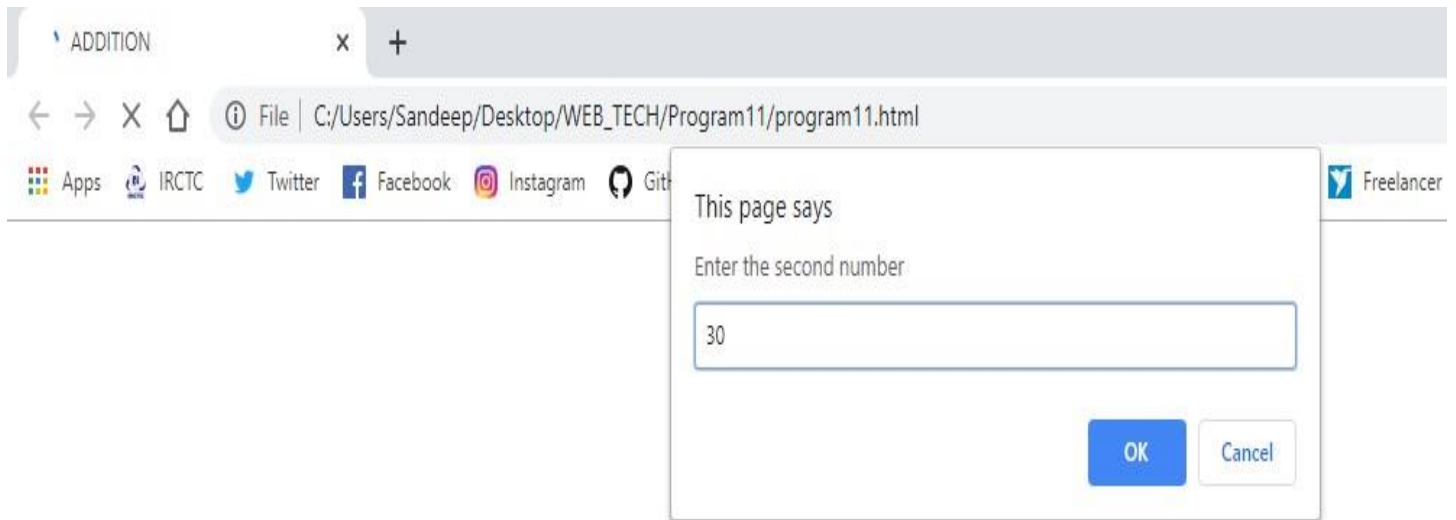 ADDITION
File | C:/Users/Sandeep/Desktop/WEB_TECH/Program11/program11.html
Apps IRCTC Twitter Facebook Instagram Freelancer
This page says
Enter the second number
30
OK Cancel